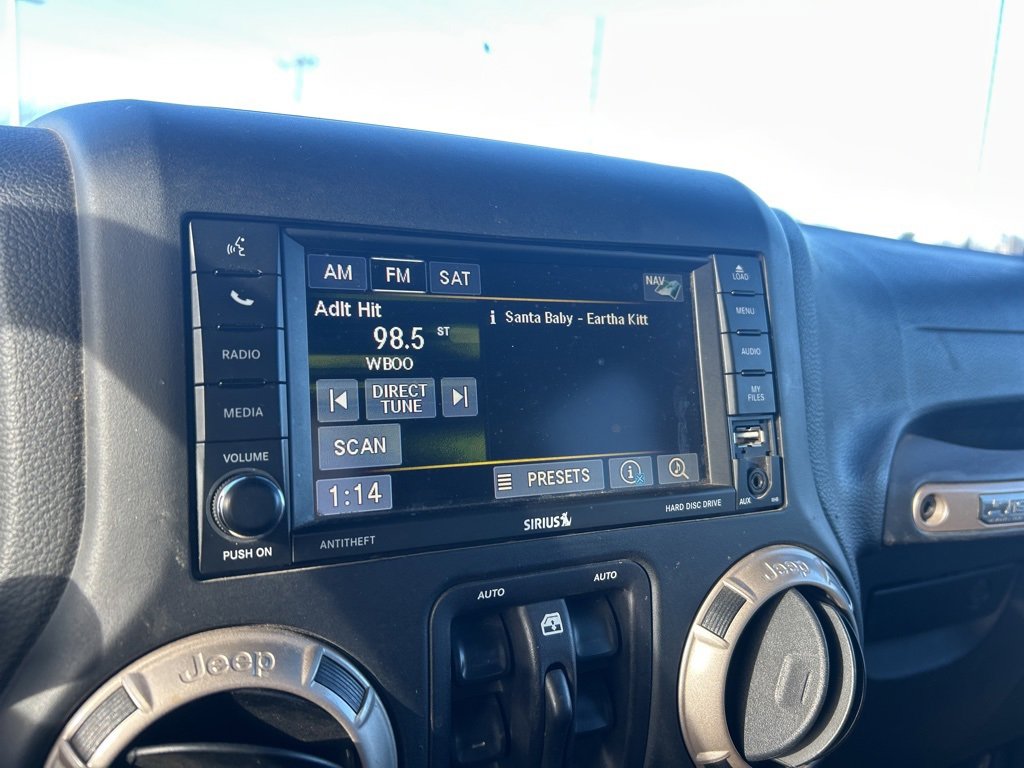 AM FM SAT NAV
Adlt Hit
98.5 ST
WBOO
i Santa Baby - Eartha Kitt
DIRECT
TUNE
SCAN
1:14
PRESETS
i
RADIO
MEDIA
VOLUME
PUSH ON
ANTITHEFT
SIRIUS
HARD DISC DRIVE
LOAD
MENU
AUDIO
MY
FILES
AUX
AUTO
AUTO
Jeep
Jeep